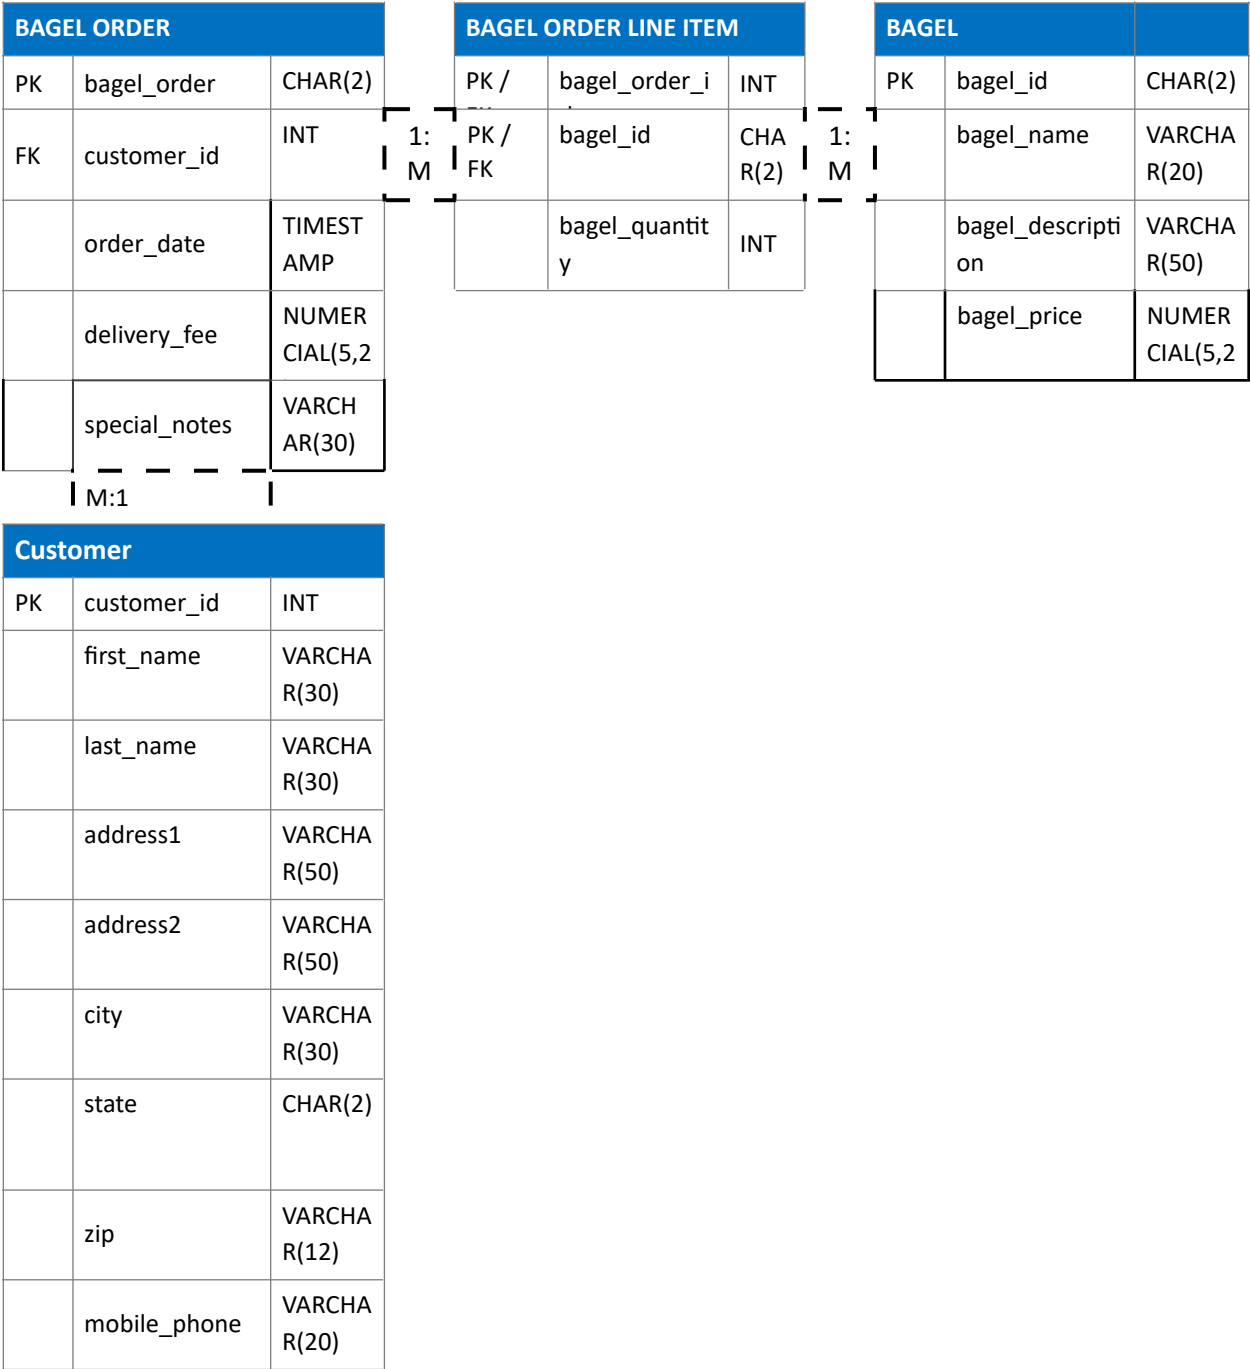 BAGEL ORDER
PK bagel_order CHAR(2)
FK customer_id INT
order_date TIMEST
AMP
delivery_fee NUMER
CIAL(5,2
special_notes VARCH
AR(30)
1:
M
BAGEL ORDER LINE ITEM
PK / bagel_order_i INT
PK / bagel_id CHA
FK R(2)
bagel_quantit INT
y
1:
M
BAGEL
PK bagel_id CHAR(2)
bagel_name VARCHA
R(20)
bagel_descripti VARCHA
on R(50)
bagel_price NUMER
CIAL(5,2
M:1
Customer
PK customer_id INT
first_name VARCHA
R(30)
last_name VARCHA
R(30)
address1 VARCHA
R(50)
address2 VARCHA
R(50)
city VARCHA
R(30)
state CHAR(2)
zip VARCHA
R(12)
mobile_phone VARCHA
R(20)